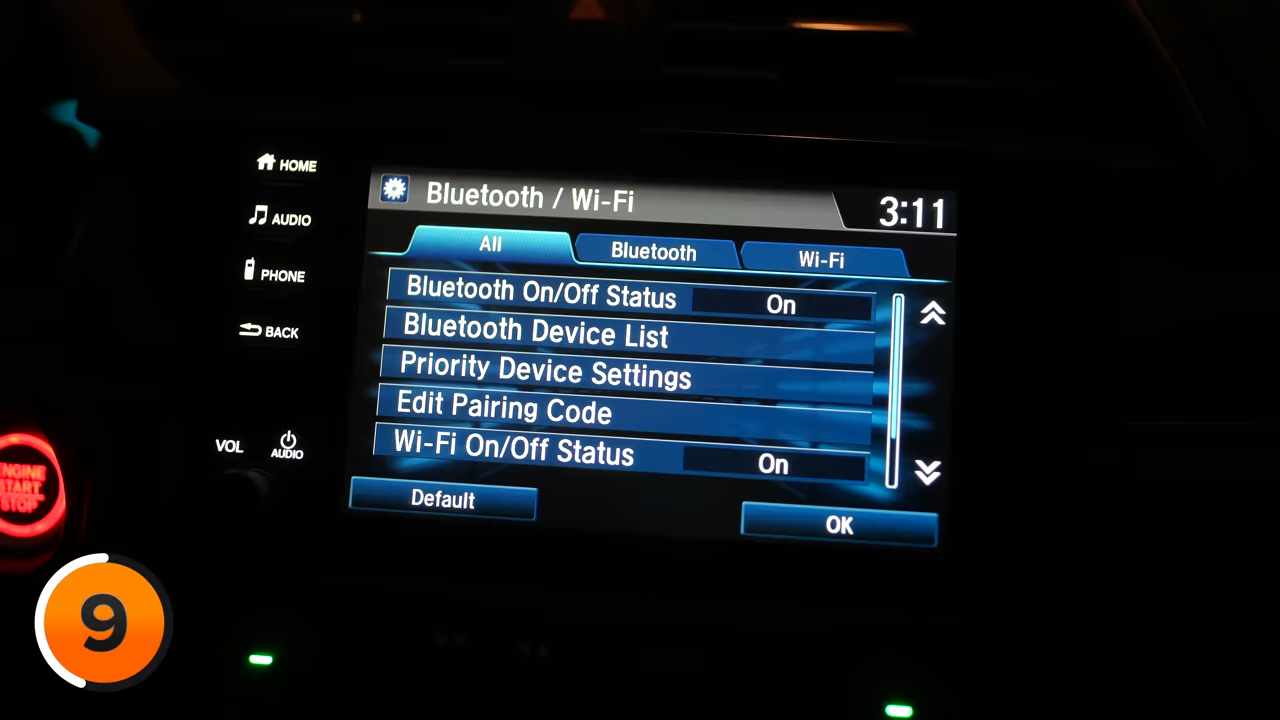 HOME
AUDIO
PHONE
BACK
VOL
AUDIO
Bluetooth / Wi-Fi
3:11
All
Bluetooth
Wi-Fi
Bluetooth On/Off Status On
Bluetooth Device List
Priority Device Settings
Edit Pairing Code
Wi-Fi On/Off Status On
Default
OK
ENGINE
START
STOP
9